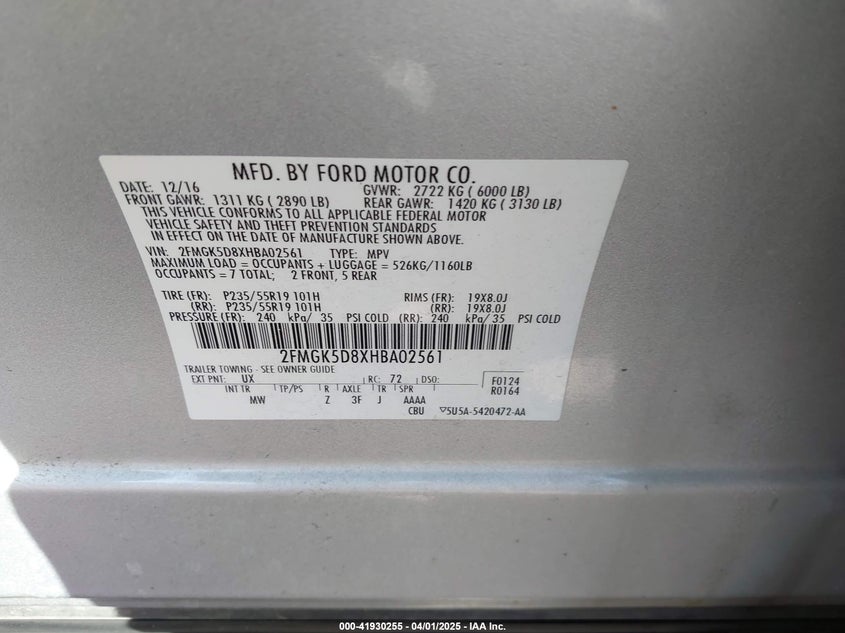 MFD. BY FORD MOTOR CO.
DATE: 12/16 GVWR: 2722 KG ( 6000 LB)
FRONT GAWR: 1311 KG ( 2890 LB) REAR GAWR: 1420 KG ( 3130 LB)
THIS VEHICLE CONFORMS TO ALL APPLICABLE FEDERAL MOTOR
VEHICLE SAFETY AND THEFT PREVENTION STANDARDS
IN EFFECT ON THE DATE OF MANUFACTURE SHOWN ABOVE.
VIN: 2FMGK5D8XHBA02561 TYPE: MPV
MAXIMUM LOAD = OCCUPANTS + LUGGAGE = 526KG/1160LB
OCCUPANTS = 7 TOTAL; 2 FRONT, 5 REAR
TIRE (FR): P235/55R19 101H RIMS (FR): 19X8.0J
(RR): P235/55R19 101H (RR): 19X8.0J
PRESSURE (FR): 240 kPa/ 35 PSI COLD (RR): 240 kPa/ 35 PSI COLD
2FMGK5D8XHBA02561
TRAILER TOWING - SEE OWNER GUIDE
EXT PNT: UX RC: 72 DSO: F0124
INT TR TP/PS R AXLE TR SPR R0164
MW Z 3F J AAAA
CBU ▽5U5A-5420472-AA
000-41930255 - 04/01/2025 - IAA Inc.